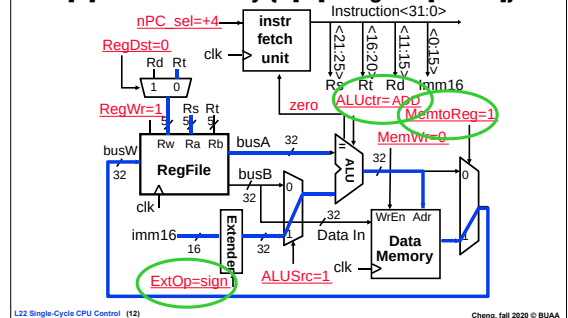 nPC_sel=+4
instr
fetch
unit
Instruction<31:0>
RegDst=0
clk
<21:25>
<16:20>
<11:15>
<0:15>
Rd Rt
1 0
Rs Rt Rd Imm16
zero
ALUctr= ADD
MemtoReg=1
RegWr=1
Rs Rt
5 5 5
MemWr=0
busW
32
Rw Ra Rb
RegFile
busA
32
busB
32
=
ALU
32
0
0
clk
imm16
16
Extender
32
1
32
Data In
WrEn Adr
Data
Memory
1
clk
ExtOp=sign
ALUSrc=1
L22 Single-Cycle CPU Control (12)
Cheng, fall 2020 © BUAA